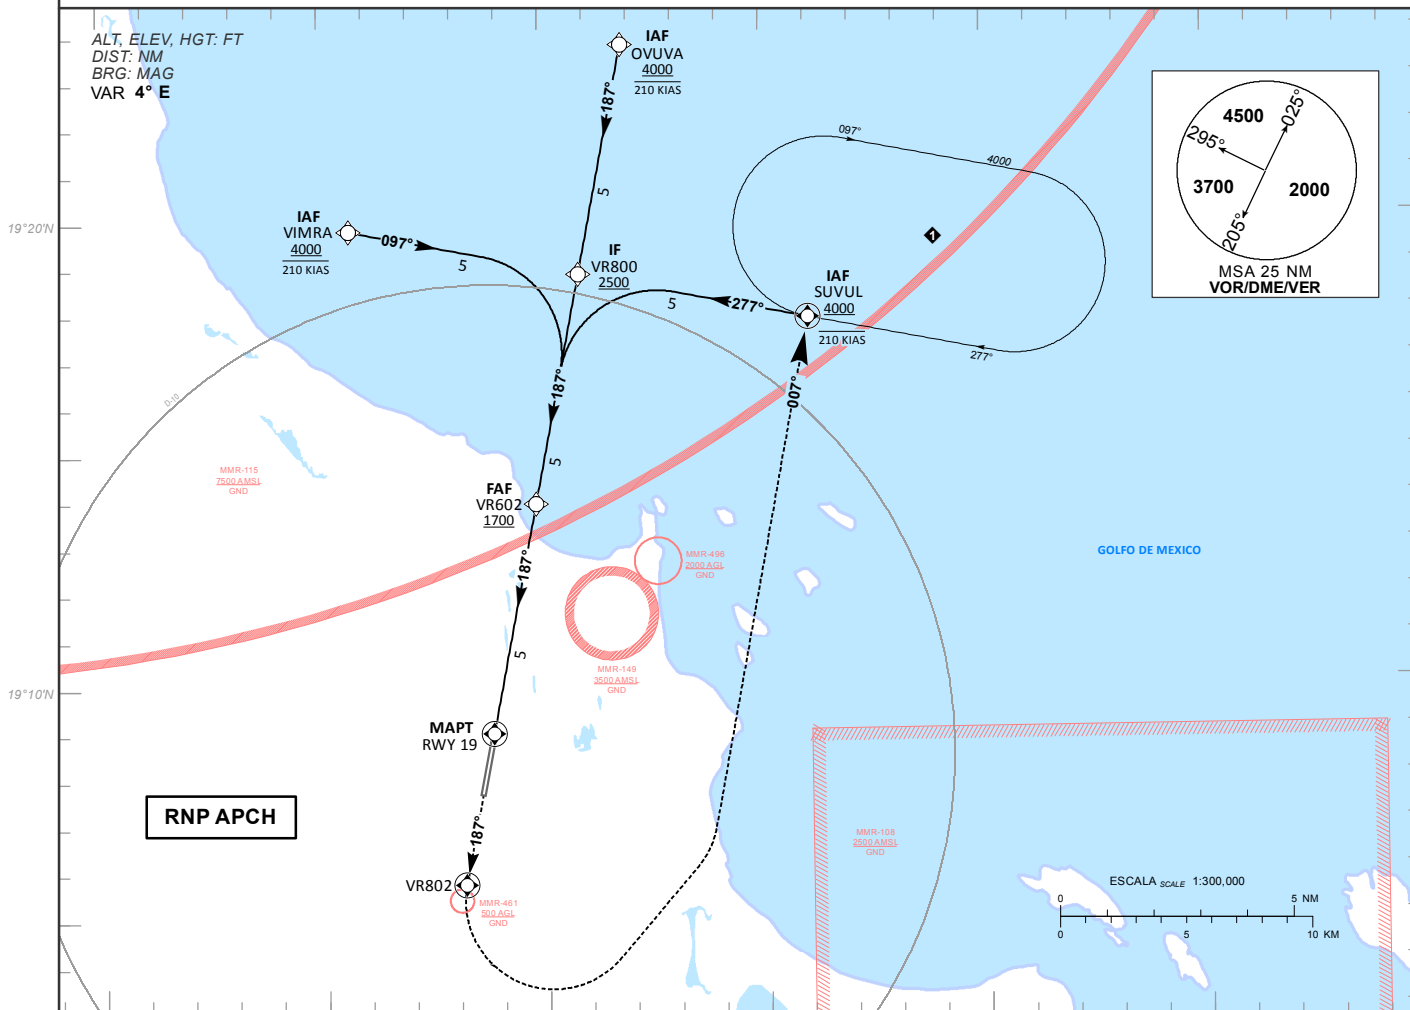 ALT, ELEV, HGT: FT
DIST: NM
BRG: MAG
VAR 4° E
IAF
OVUVA
4000
210 KIAS
187°
5
IAF
VIMRA
4000
210 KIAS
097°
5
IF
VR800
2500
097°
4000
1
277°
IAF
SUVUL
4000
210 KIAS
277°
5
4500
025°
295°
3700
2000
205°
MSA 25 NM
VOR/DME/VER
19°20'N
D-10
187°
5
007°
MMR-115
7500 AMSL
GND
FAF
VR602
1700
187°
5
MMR-496
2000 AGL
GND
GOLFO DE MEXICO
MMR-149
3500 AMSL
GND
19°10'N
MAPT
RWY 19
RNP APCH
187°
VR802
MMR-461
500 AGL
GND
MMR-108
2500 AMSL
GND
ESCALA SCALE 1:300,000
0 5 NM
0 5 10 KM